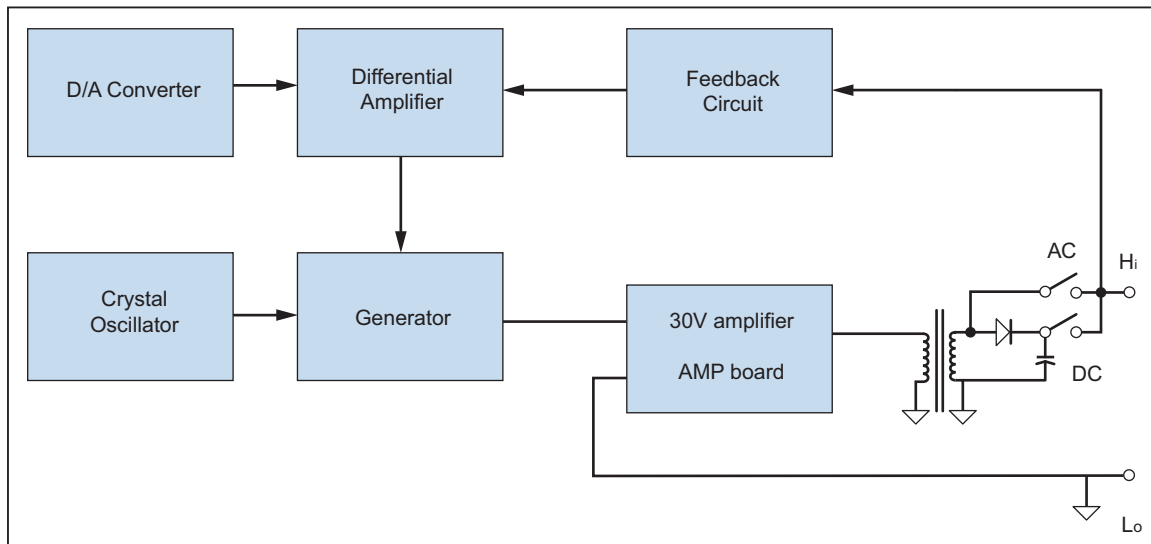 D/A Converter
Differential
Amplifier
Feedback
Circuit
Crystal
Oscillator
Generator
30V amplifier
AMP board
AC
Hi
DC
Lo